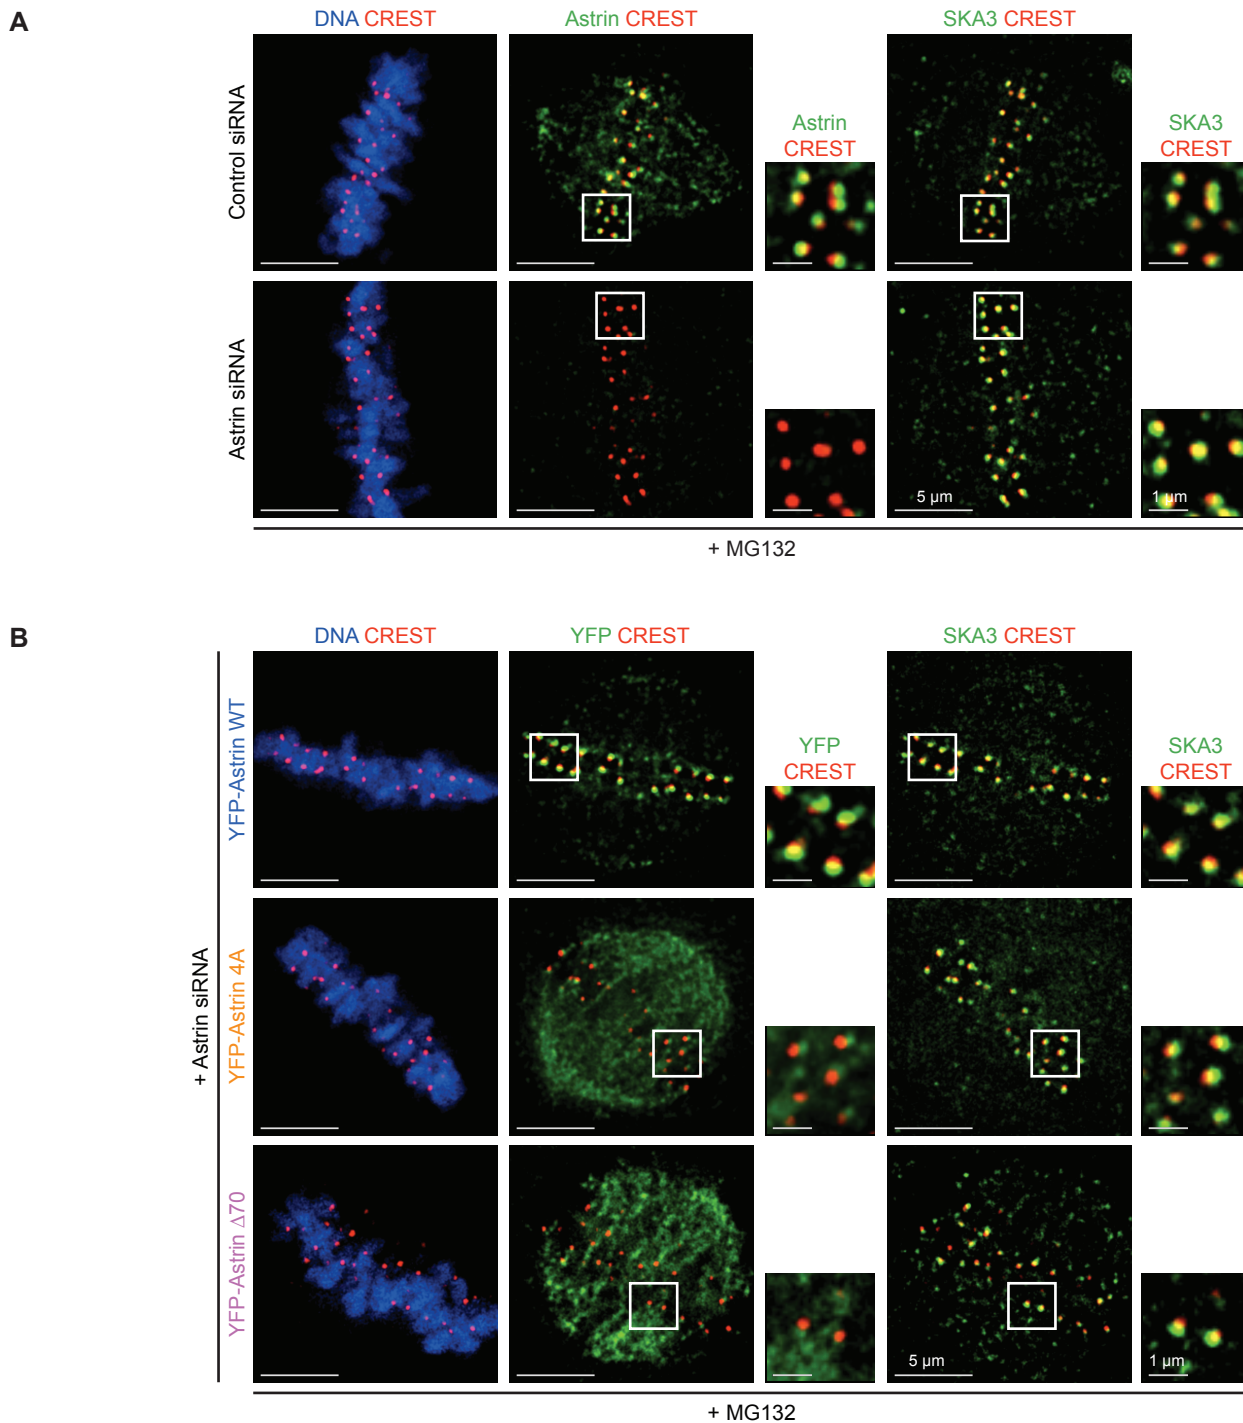 A
DNA CREST
Astrin CREST
SKA3 CREST
Control siRNA
Astrin
CREST
SKA3
CREST
Astrin siRNA
5 µm
1 µm
+ MG132
B
DNA CREST
YFP CREST
SKA3 CREST
+ Astrin siRNA
YFP-Astrin WT
YFP
CREST
SKA3
CREST
YFP-Astrin 4A
YFP-Astrin Δ70
5 µm
1 µm
+ MG132